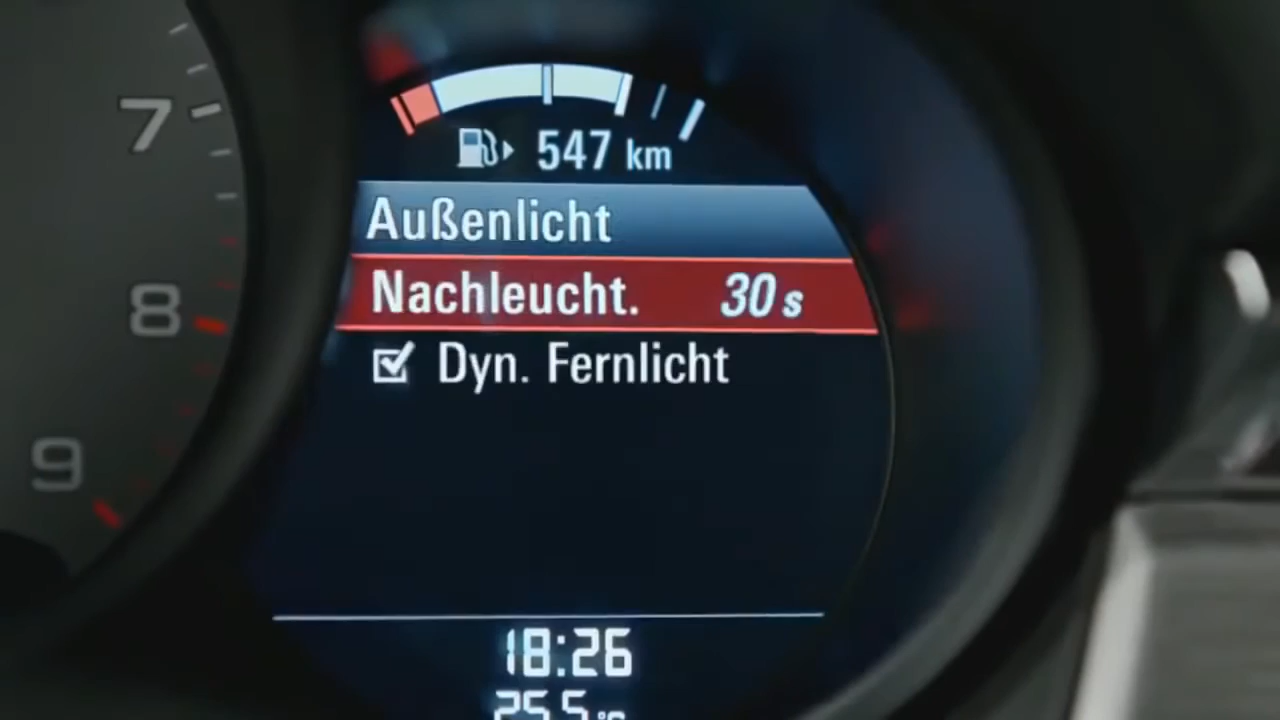 7
8
9
547 km
Außenlicht
Nachleucht. 30 s
Dyn. Fernlicht
18:26
25.5 °C